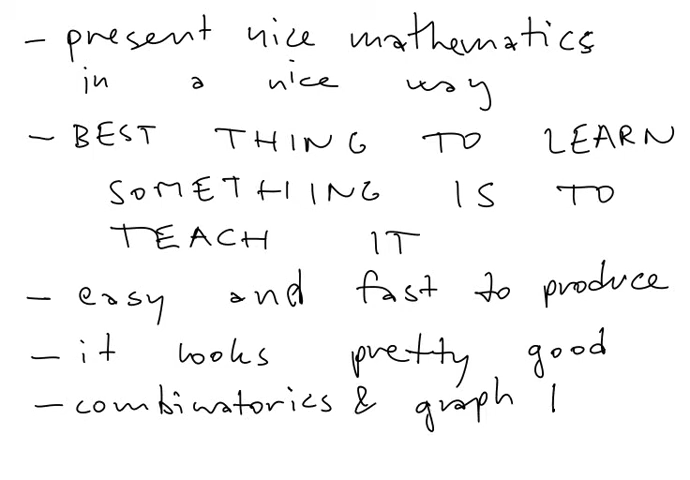 - present nice mathematics
in a nice way
- BEST THING TO LEARN
SOMETHING IS TO
TEACH IT
- easy and fast to produce
- it looks pretty good
- combinatorics & graph